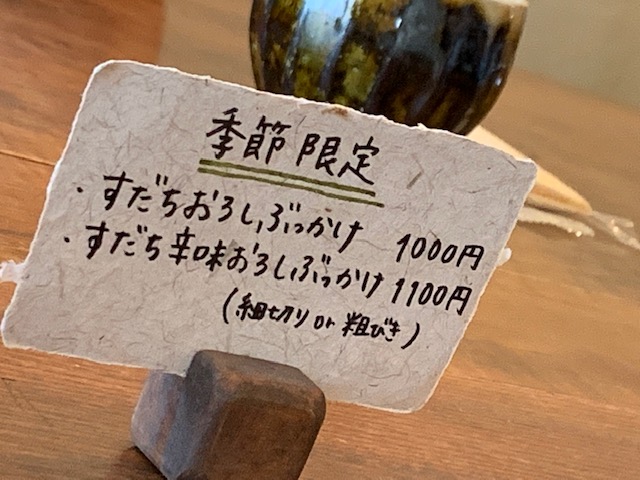 季節限定
・すだちおろしぶっかけ 1000円
・すだち辛味おろしぶっかけ 1100円
(細切り or 粗びき)